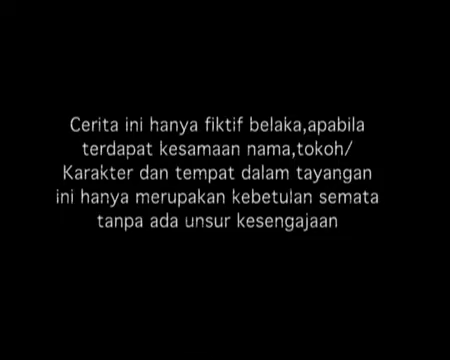 Cerita ini hanya fiktif belaka,apabila
terdapat kesamaan nama,tokoh/
Karakter dan tempat dalam tayangan
ini hanya merupakan kebetulan semata
tanpa ada unsur kesengajaan